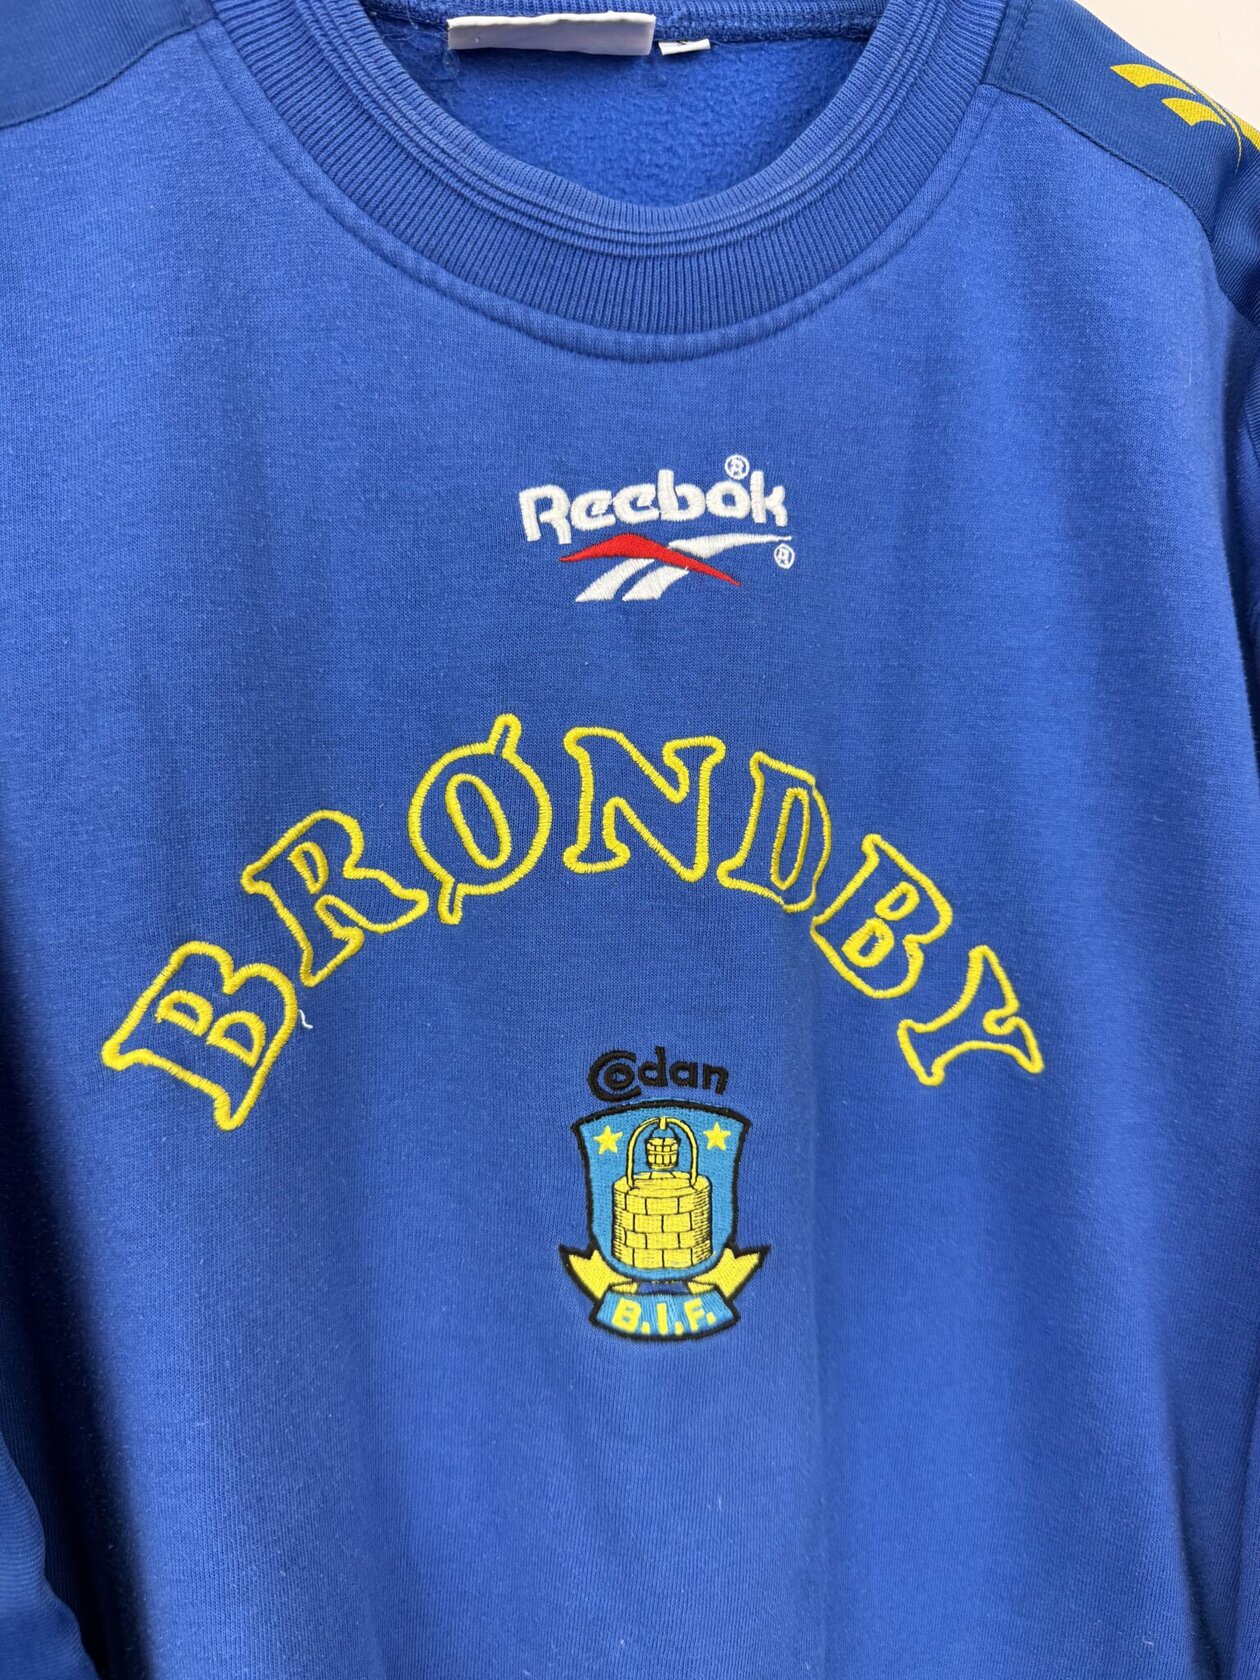 Reebok®
®
BRØNDBY
Codan
B.I.F.